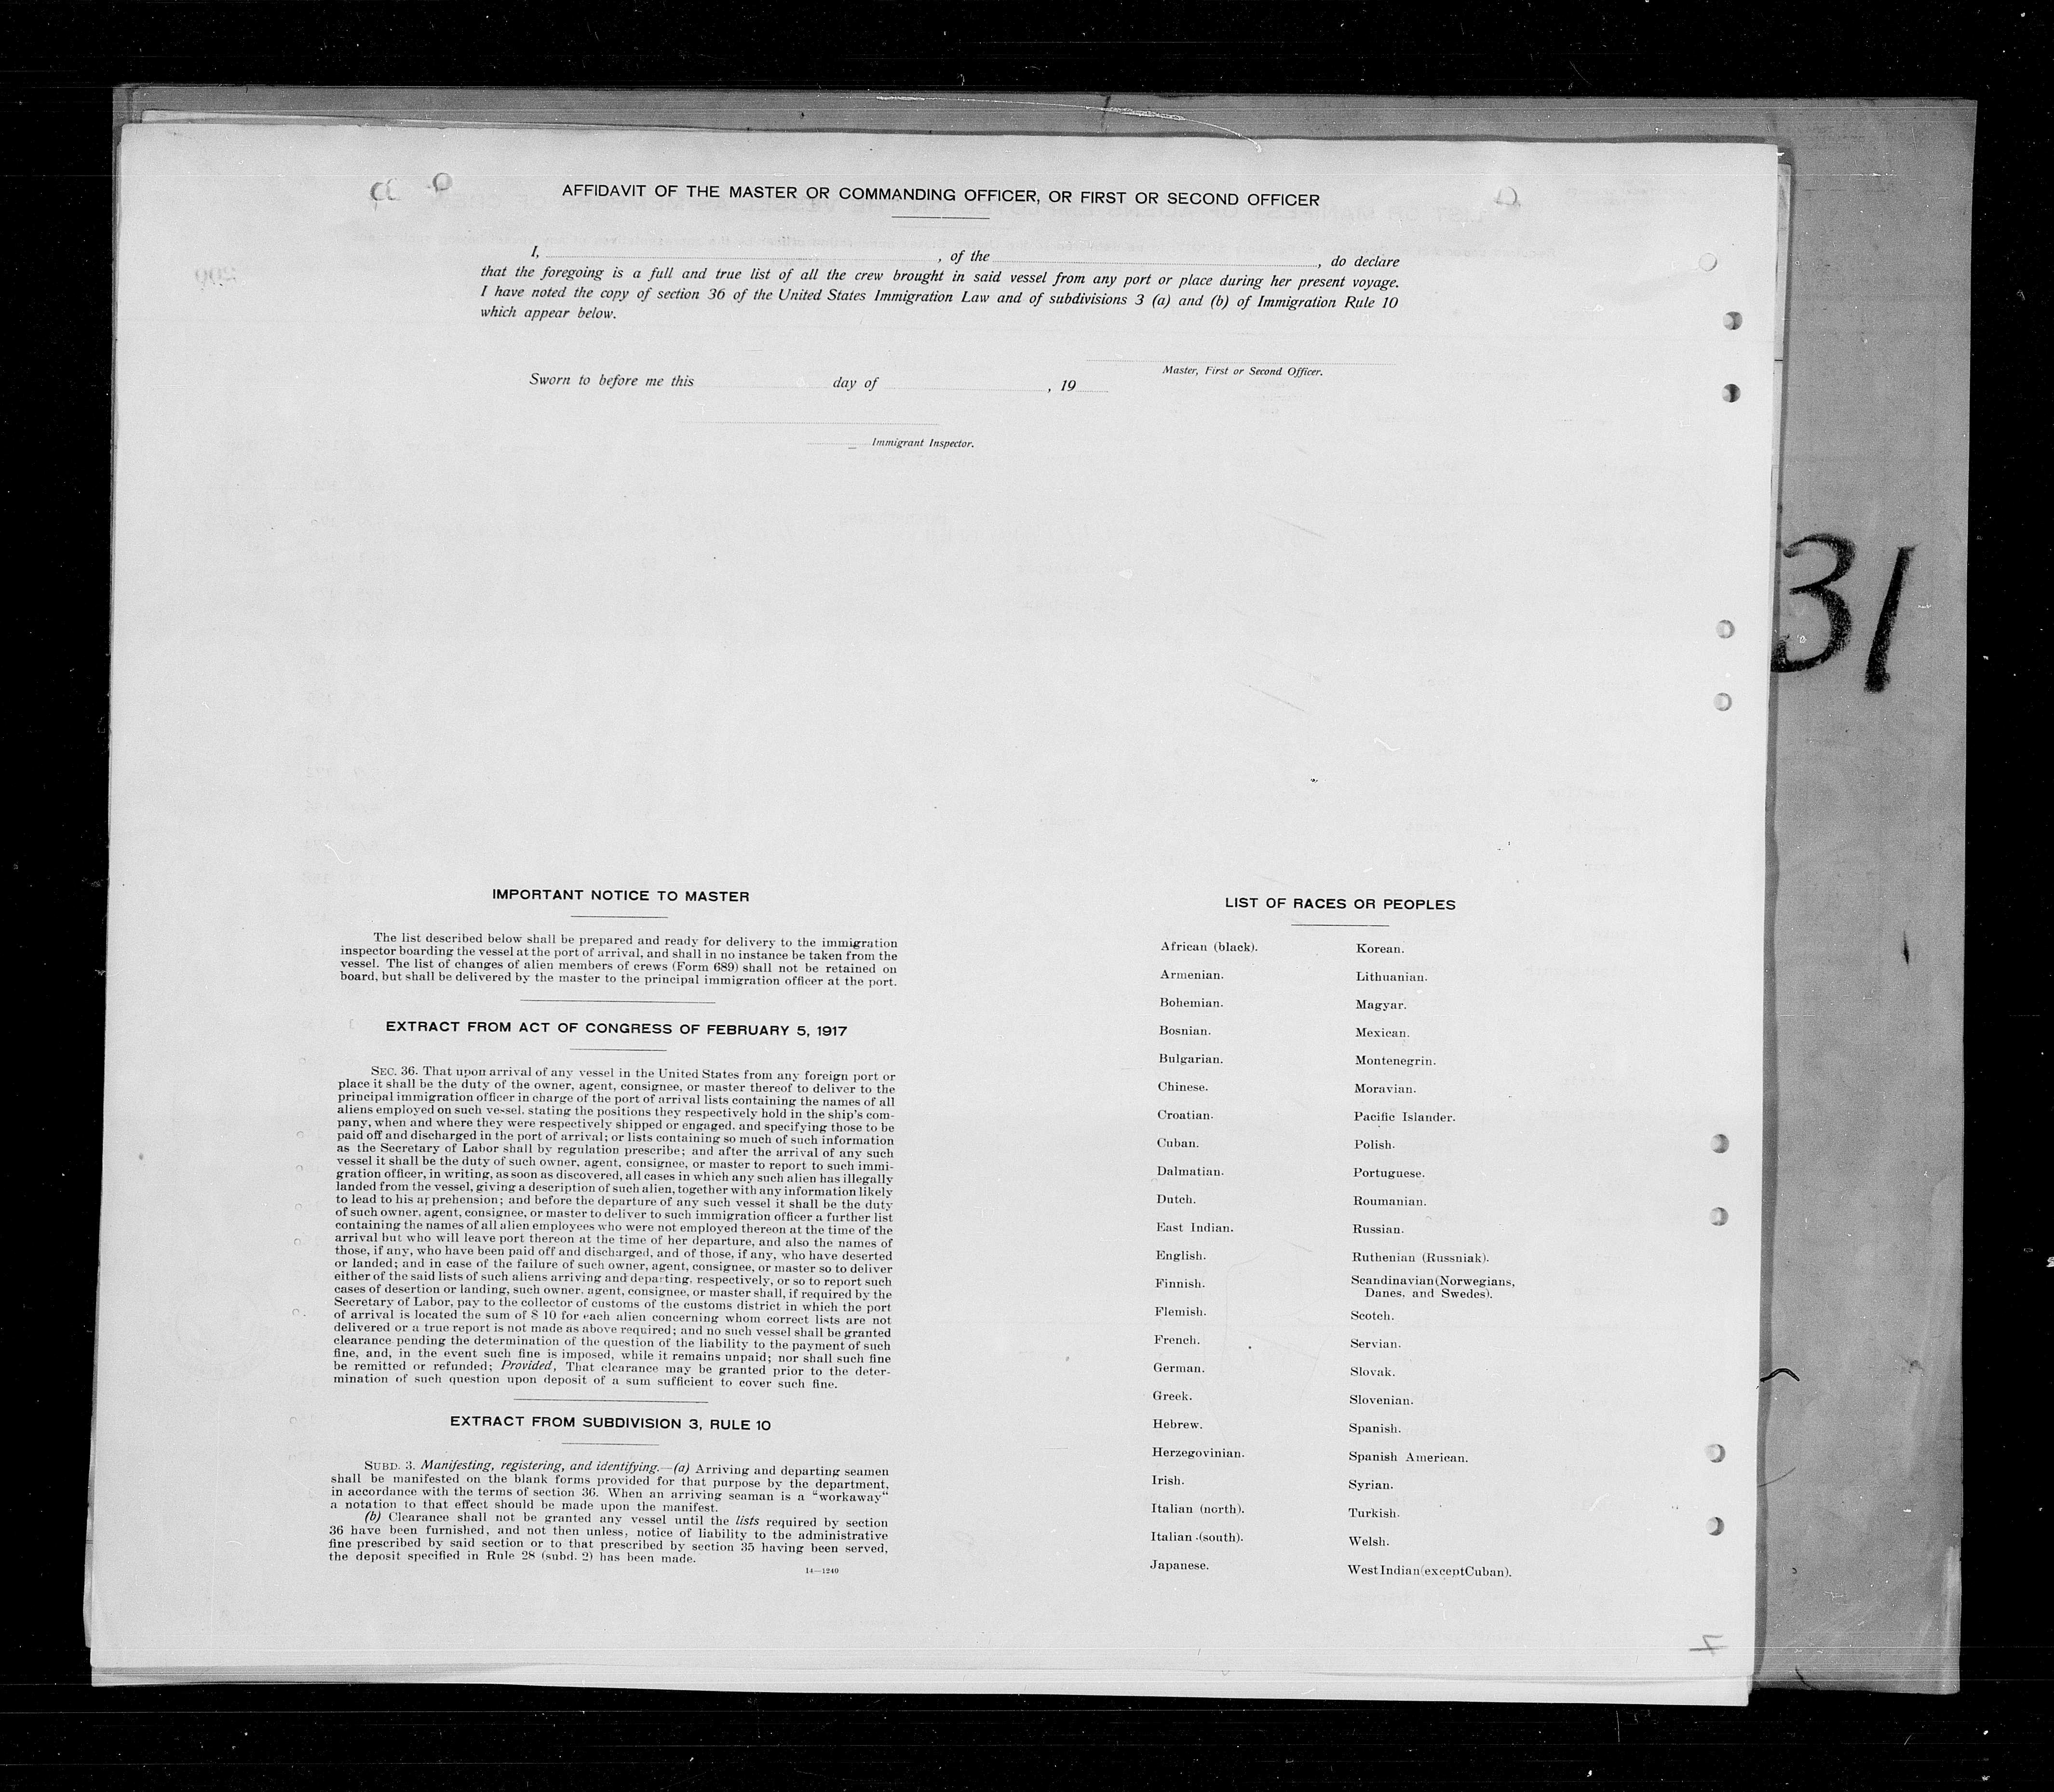 AFFIDAVIT OF THE MASTER OR COMMANDING OFFICER, OR FIRST OR SECOND OFFICER
I, , of the , do declare
that the foregoing is a full and true list of all the crew brought in said vessel from any port or place during her present voyage.
I have noted the copy of section 36 of the United States Immigration Law and of subdivisions 3 (a) and (b) of Immigration Rule 10
which appear below.
Master, First or Second Officer.
Sworn to before me this day of , 19
Immigrant Inspector.
31
IMPORTANT NOTICE TO MASTER
The list described below shall be prepared and ready for delivery to the immigration
inspector boarding the vessel at the port of arrival, and shall in no instance be taken from the
vessel. The list of changes of alien members of crews (Form 689) shall not be retained on
board, but shall be delivered by the master to the principal immigration officer at the port.
EXTRACT FROM ACT OF CONGRESS OF FEBRUARY 5, 1917
SEC. 36. That upon arrival of any vessel in the United States from any foreign port or
place it shall be the duty of the owner, agent, consignee, or master thereof to deliver to the
principal immigration officer in charge of the port of arrival lists containing the names of all
aliens employed on such vessel, stating the positions they respectively hold in the ship's com-
pany, when and where they were respectively shipped or engaged, and specifying those to be
paid off and discharged in the port of arrival; or lists containing so much of such information
as the Secretary of Labor shall by regulation prescribe; and after the arrival of any such
vessel it shall be the duty of such owner, agent, consignee, or master to report to such immi-
gration officer, in writing, as soon as discovered, all cases in which any such alien has illegally
landed from the vessel, giving a description of such alien, together with any information likely
to lead to his apprehension; and before the departure of any such vessel it shall be the duty
of such owner, agent, consignee, or master to deliver to such immigration officer a further list
containing the names of all alien employees who were not employed thereon at the time of the
arrival but who will leave port thereon at the time of her departure, and also the names of
those, if any, who have been paid off and discharged, and of those, if any, who have deserted
or landed; and in case of the failure of such owner, agent, consignee, or master so to deliver
either of the said lists of such aliens arriving and departing, respectively, or so to report such
cases of desertion or landing, such owner, agent, consignee, or master shall, if required by the
Secretary of Labor, pay to the collector of customs of the customs district in which the port
of arrival is located the sum of $ 10 for each alien concerning whom correct lists are not
delivered or a true report is not made as above required; and no such vessel shall be granted
clearance pending the determination of the question of the liability to the payment of such
fine, and, in the event such fine is imposed, while it remains unpaid; nor shall such fine
be remitted or refunded; Provided, That clearance may be granted prior to the deter-
mination of such question upon deposit of a sum sufficient to cover such fine.
EXTRACT FROM SUBDIVISION 3, RULE 10
SUBD. 3. Manifesting, registering, and identifying.—(a) Arriving and departing seamen
shall be manifested on the blank forms provided for that purpose by the department,
in accordance with the terms of section 36. When an arriving seaman is a "workaway"
a notation to that effect should be made upon the manifest.
(b) Clearance shall not be granted any vessel until the lists required by section
36 have been furnished, and not then unless, notice of liability to the administrative
fine prescribed by said section or to that prescribed by section 35 having been served,
the deposit specified in Rule 28 (subd. 2) has been made.
14—1240
LIST OF RACES OR PEOPLES
African (black).
Armenian.
Bohemian.
Bosnian.
Bulgarian.
Chinese.
Croatian.
Cuban.
Dalmatian.
Dutch.
East Indian.
English.
Finnish.
Flemish.
French.
German.
Greek.
Hebrew.
Herzegovinian.
Irish.
Italian (north).
Italian (south).
Japanese.
Korean.
Lithuanian.
Magyar.
Mexican.
Montenegrin.
Moravian.
Pacific Islander.
Polish.
Portuguese.
Roumanian.
Russian.
Ruthenian (Russniak).
Scandinavian (Norwegians,
Danes, and Swedes).
Scotch.
Servian.
Slovak.
Slovenian.
Spanish.
Spanish American.
Syrian.
Turkish.
Welsh.
West Indian (except Cuban).